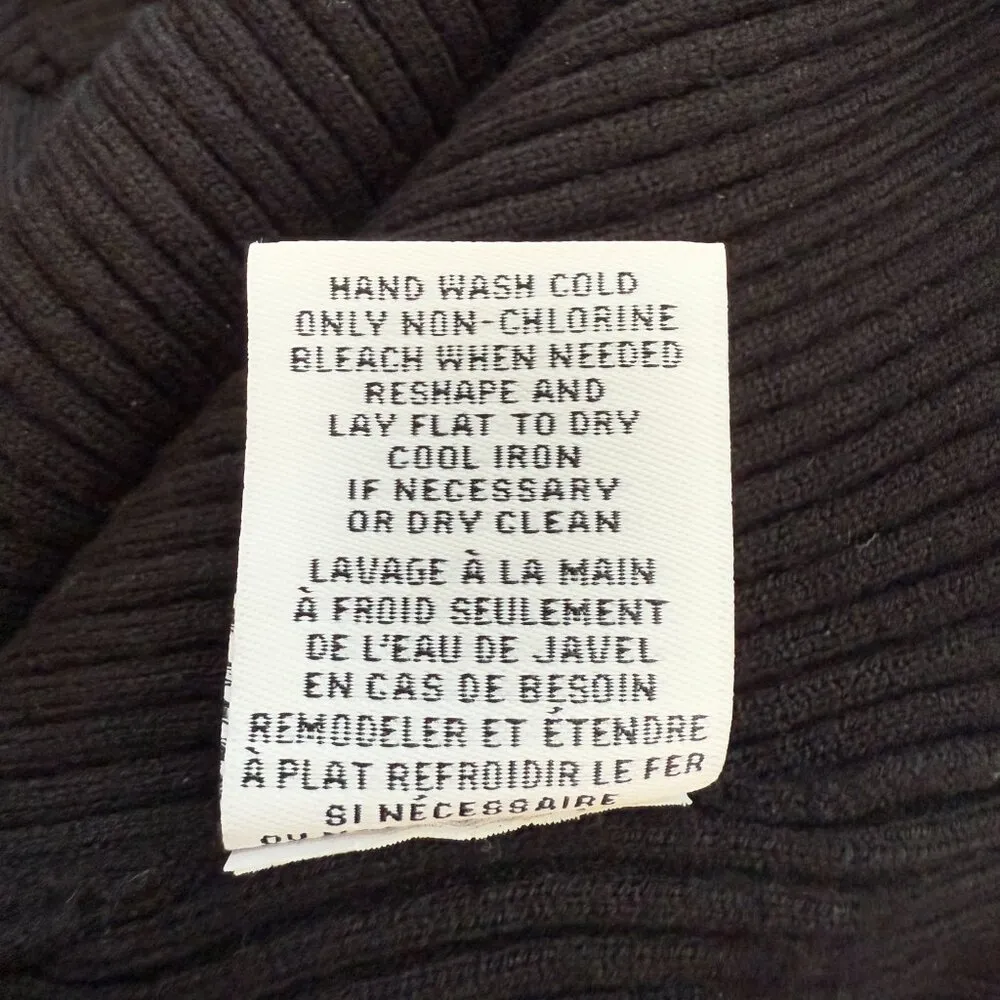 HAND WASH COLD
ONLY NON-CHLORINE
BLEACH WHEN NEEDED
RESHAPE AND
LAY FLAT TO DRY
COOL IRON
IF NECESSARY
OR DRY CLEAN
LAVAGE À LA MAIN
À FROID SEULEMENT
DE L'EAU DE JAVEL
EN CAS DE BESOIN
REMODELER ET ÉTENDRE
À PLAT REFROIDIR LE FER
SI NÉCESSAIRE
OU